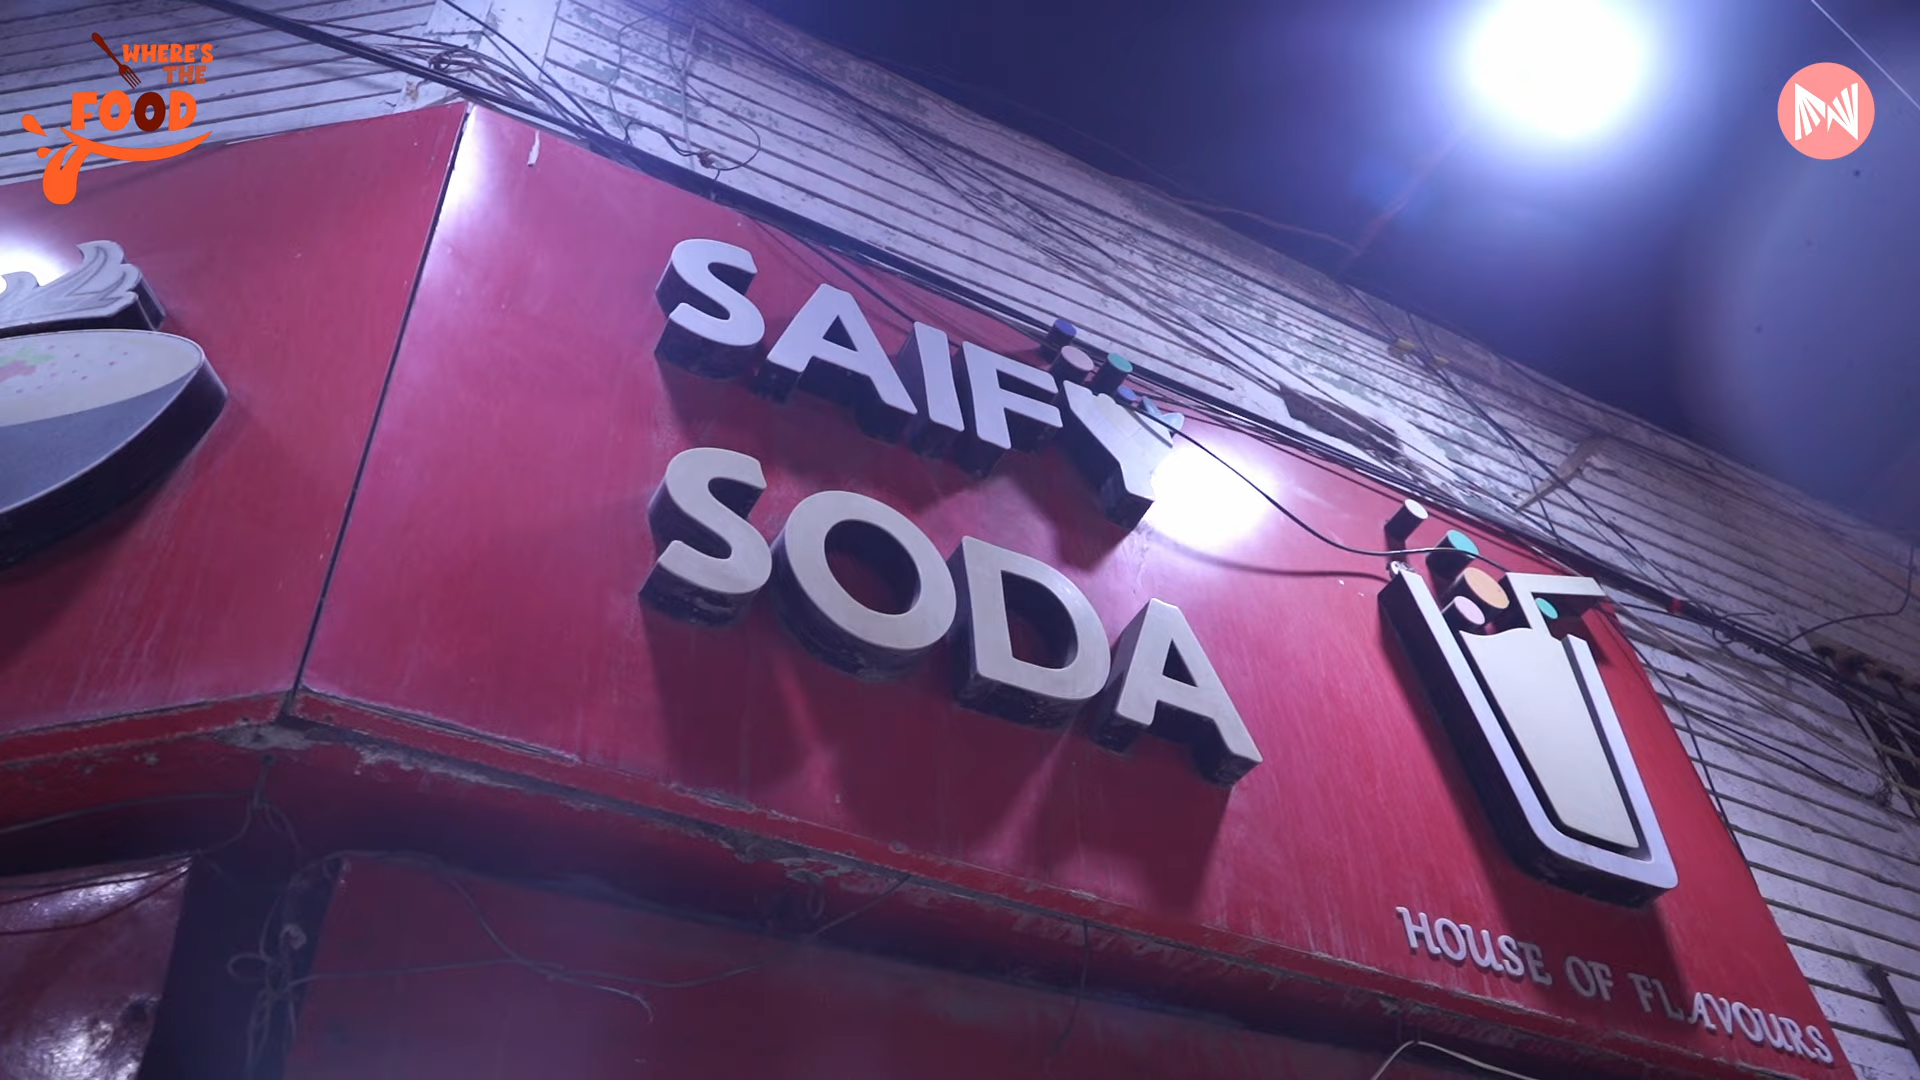 WHERE'S
THE
FOOD
SAIFY
SODA
HOUSE OF FLAVOURS